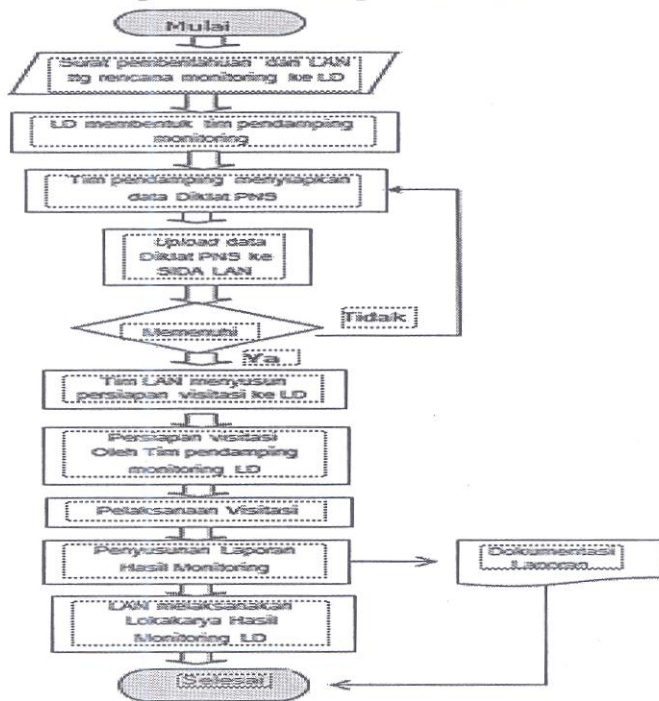 Mulai
Surat pemberitahuan dari LAN
ttg rencana monitoring ke LD
LD membentuk tim pendamping
monitoring
Tim pendamping menyiapkan
data Diklat PNS
Upload data
Diklat PNS ke
SIDA LAN
Memenuhi
Tidak
Ya
Tim LAN menyusun
persiapan visitasi ke LD
Persiapan visitasi
Oleh Tim pendamping
monitoring LD
Pelaksanaan Visitasi
Penyusunan Laporan
Hasil Monitoring
Dokumentasi
Laporan
LAN melaksanakan
Lokakarya Hasil
Monitoring LD
Selesai